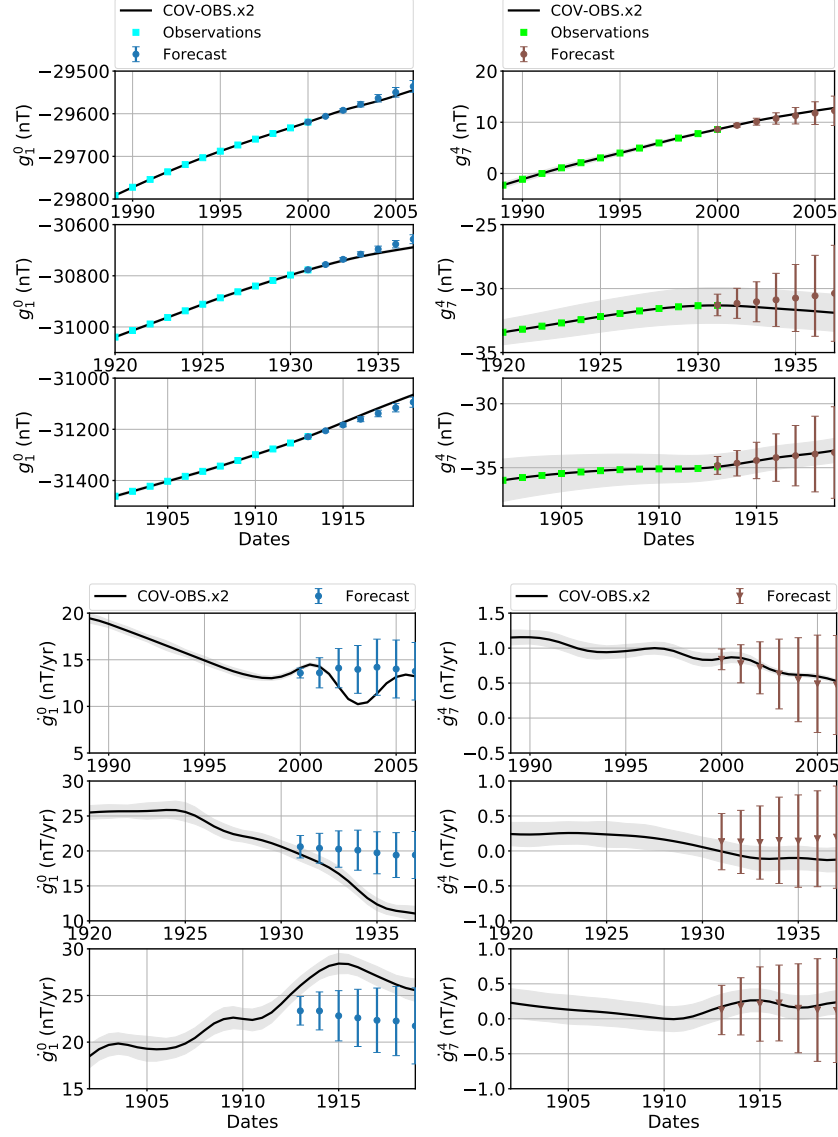 COV-OBS.x2
Observations
Forecast
−29500
−29600
−29700
−29800
g₁⁰ (nT)
1990 1995 2000 2005
−30600
−30800
−31000
g₁⁰ (nT)
1920 1925 1930 1935
−31000
−31200
−31400
g₁⁰ (nT)
1905 1910 1915
Dates
COV-OBS.x2
Observations
Forecast
20
10
0
g₇⁴ (nT)
1990 1995 2000 2005
−25
−30
−35
g₇⁴ (nT)
1920 1925 1930 1935
−30
−35
g₇⁴ (nT)
1905 1910 1915
Dates
COV-OBS.x2 Forecast
20
15
10
5
ġ₁⁰ (nT/yr)
1990 1995 2000 2005
30
25
20
15
10
ġ₁⁰ (nT/yr)
1920 1925 1930 1935
30
25
20
15
ġ₁⁰ (nT/yr)
1905 1910 1915
Dates
COV-OBS.x2 Forecast
1.5
1.0
0.5
0.0
−0.5
ġ₇⁴ (nT/yr)
1990 1995 2000 2005
1.0
0.5
0.0
−0.5
−1.0
ġ₇⁴ (nT/yr)
1920 1925 1930 1935
1.0
0.5
0.0
−0.5
−1.0
ġ₇⁴ (nT/yr)
1905 1910 1915
Dates